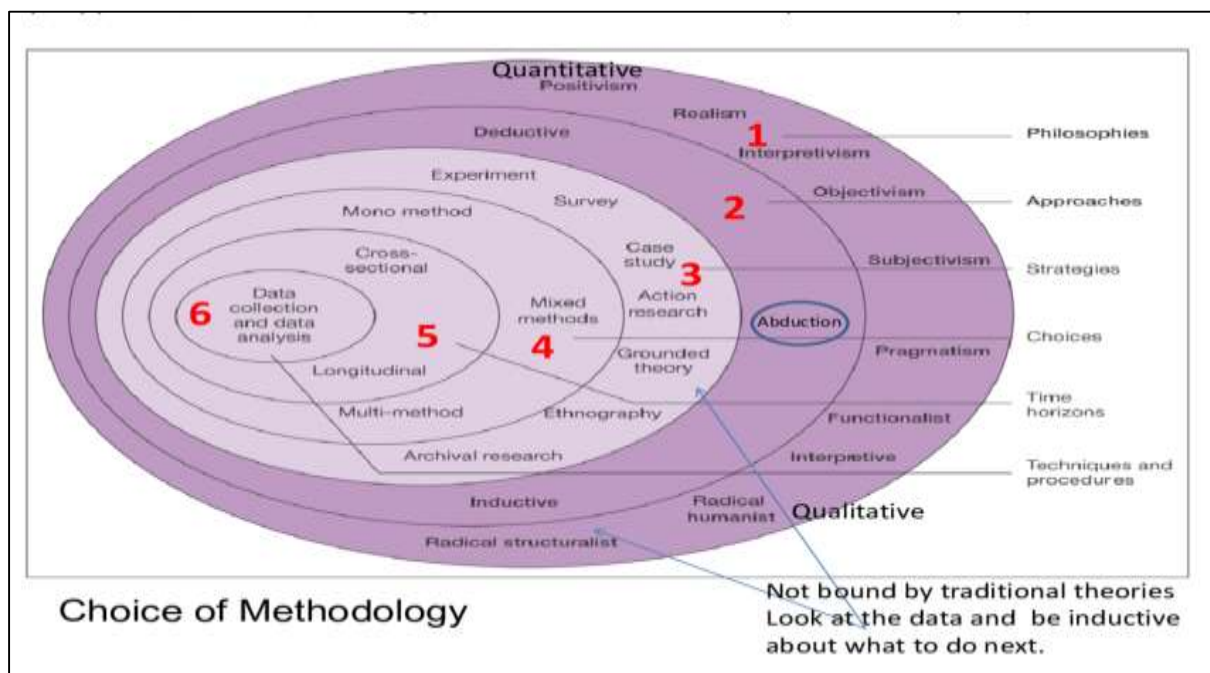 Quantitative
Positivism
Realism
1
Philosophies
Deductive
Interpretivism
Experiment
Objectivism
Survey
2
Approaches
Mono method
Case
study
3
Subjectivism
Strategies
Cross-
sectional
Data
collection
and data
analysis
6
Mixed
methods
Action
research
Abduction
5
4
Choices
Grounded
theory
Pragmatism
Longitudinal
Time
horizons
Multi-method
Ethnography
Functionalist
Archival research
Interpretive
Techniques and
procedures
Inductive
Radical
humanist
Qualitative
Radical structuralist
Choice of Methodology
Not bound by traditional theories
Look at the data and be inductive
about what to do next.